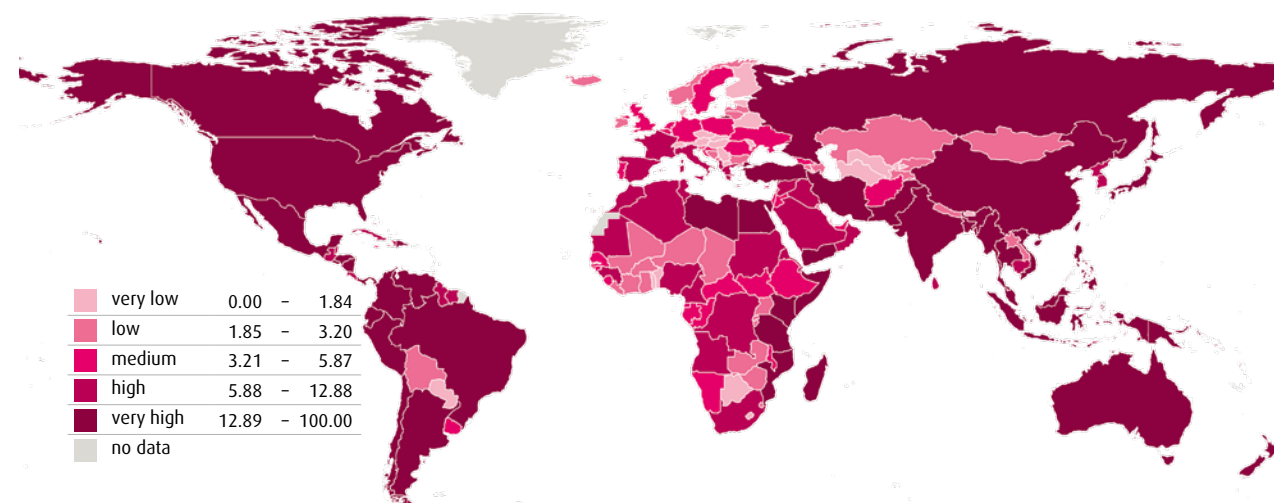 very low 0.00 – 1.84
low 1.85 – 3.20
medium 3.21 – 5.87
high 5.88 – 12.88
very high 12.89 – 100.00
no data